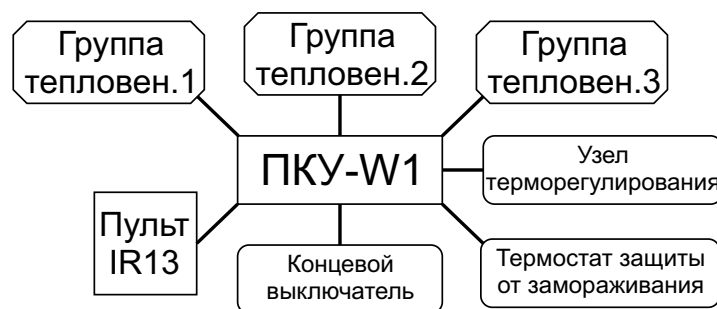 Группа
тепловен.1
Группа
тепловен.2
Группа
тепловен.3
ПКУ-W1
Узел
терморегулирования
Пульт
IR13
Концевой
выключатель
Термостат защиты
от замораживания